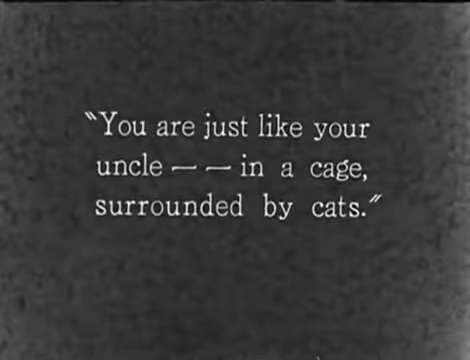 "You are just like your
uncle — — in a cage,
surrounded by cats."